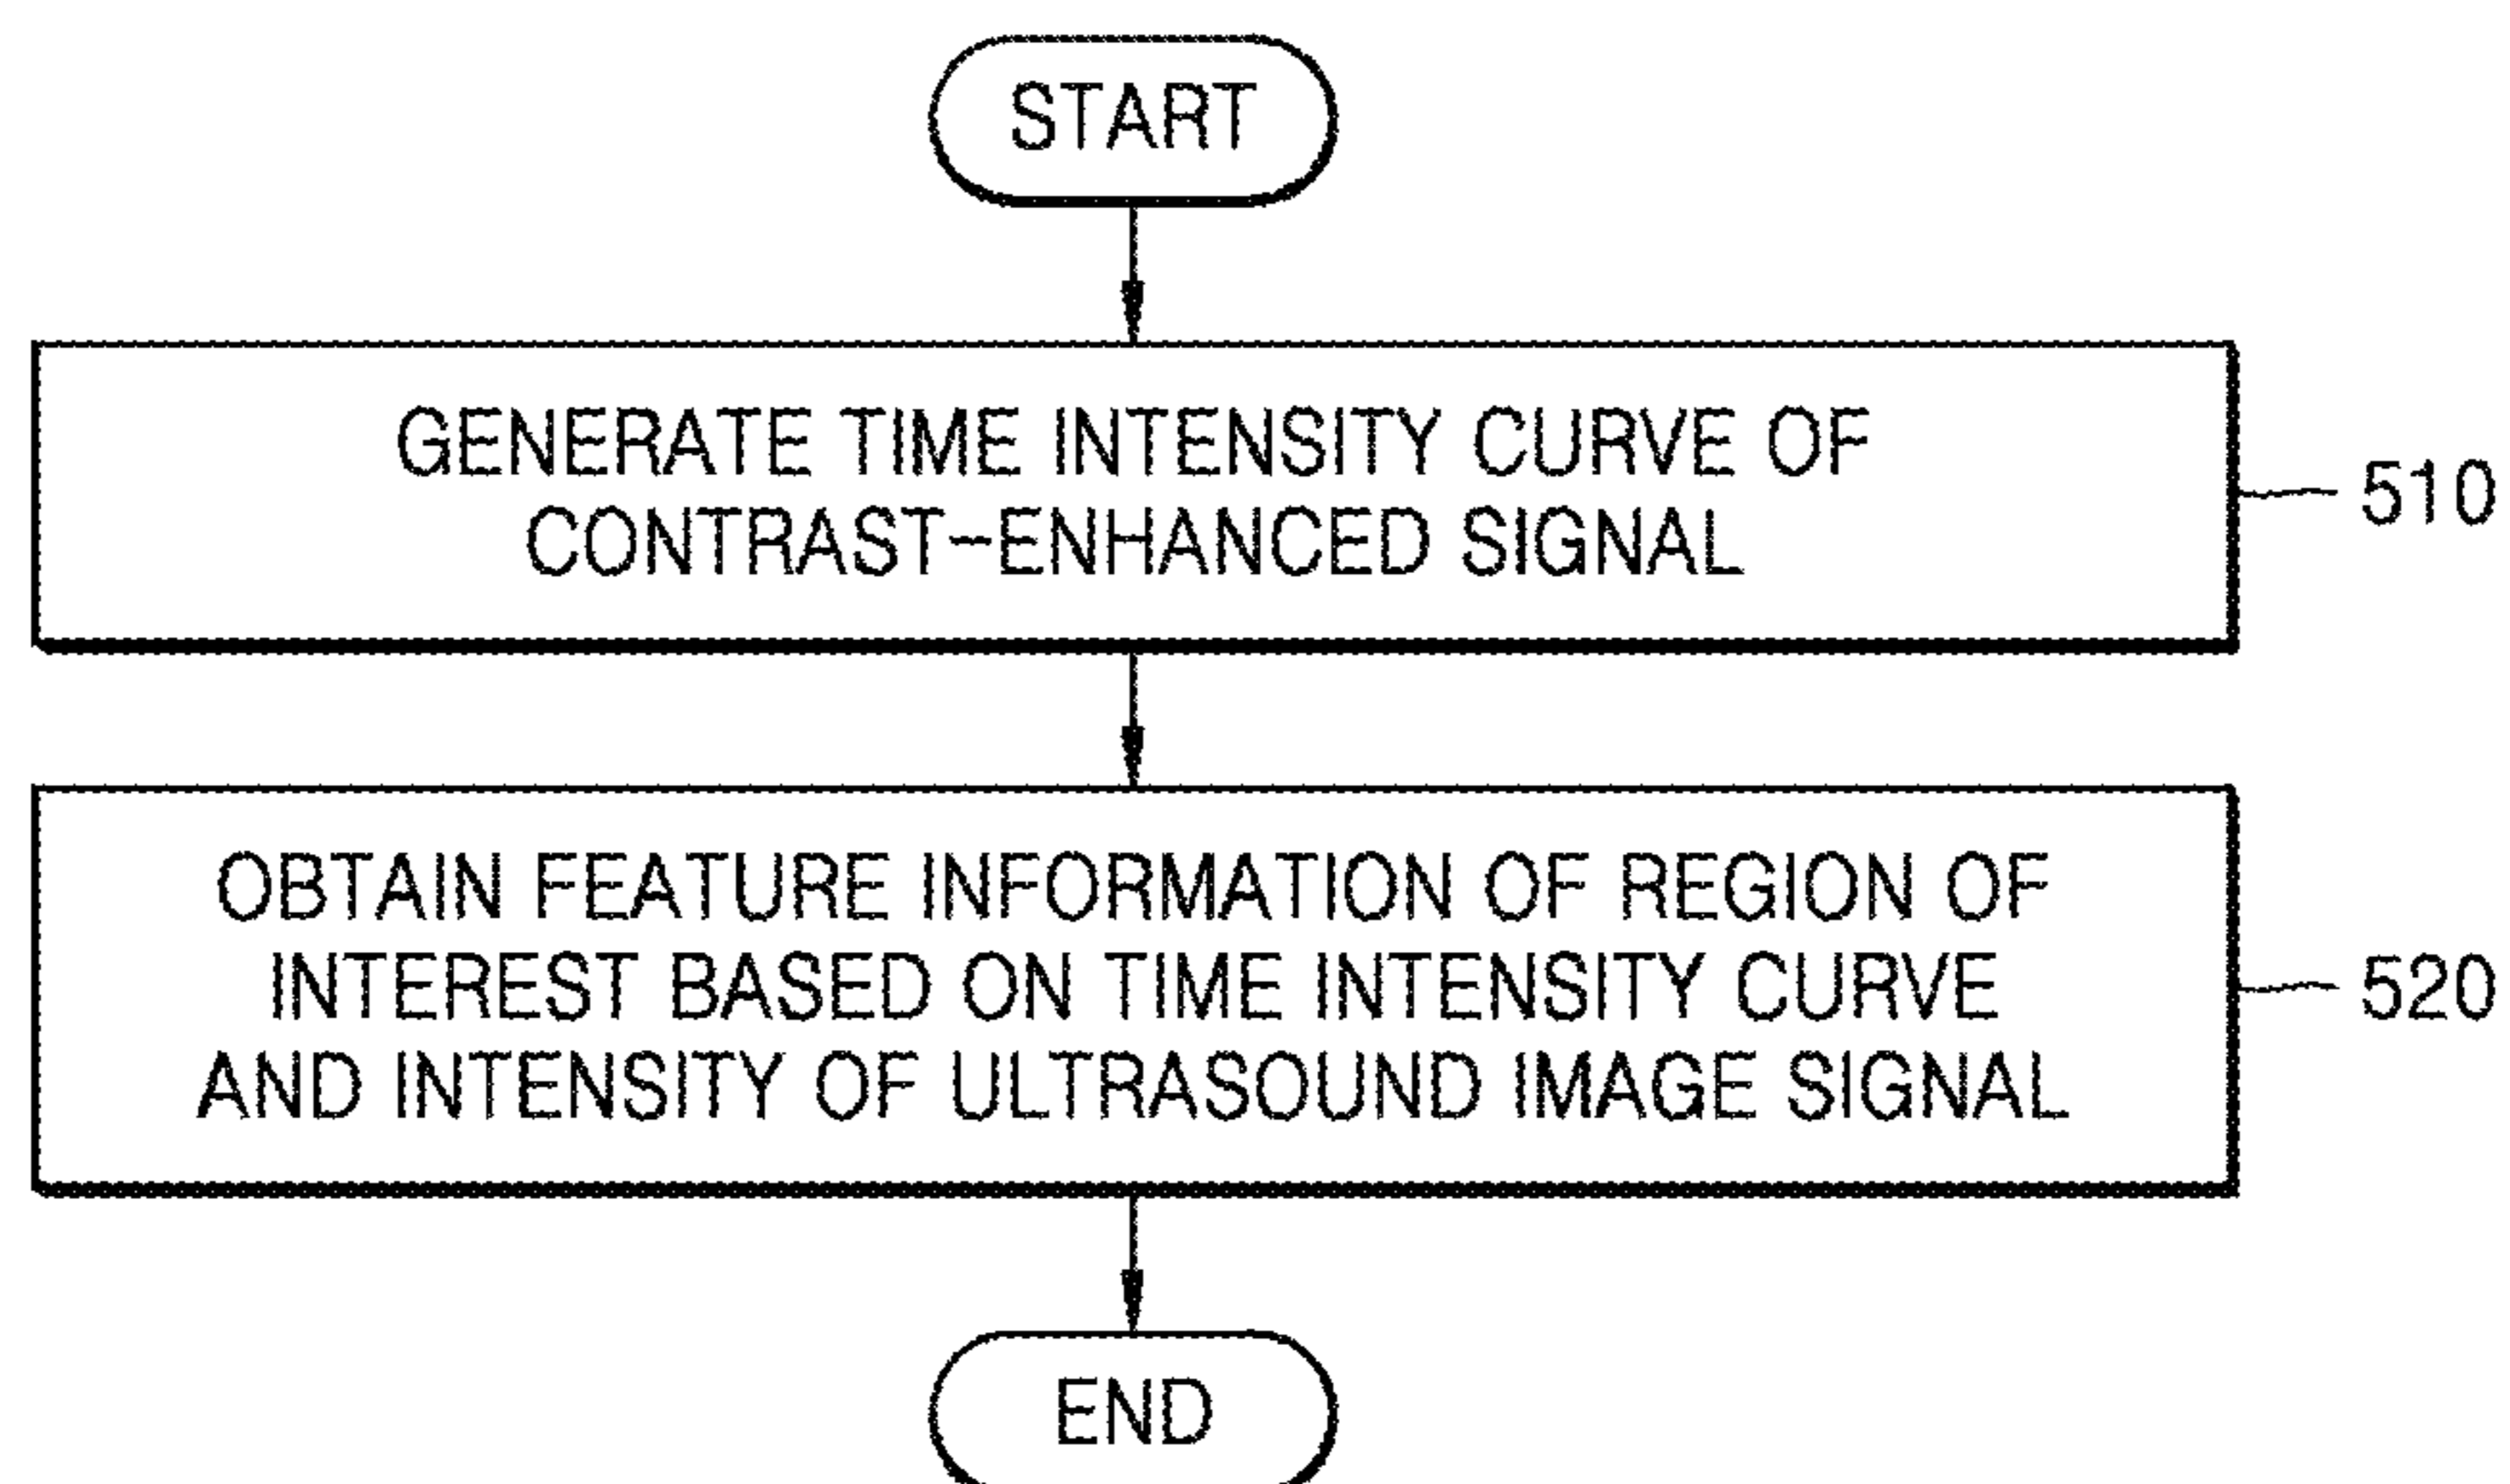 START
GENERATE TIME INTENSITY CURVE OF
CONTRAST-ENHANCED SIGNAL
510
OBTAIN FEATURE INFORMATION OF REGION OF
INTEREST BASED ON TIME INTENSITY CURVE
AND INTENSITY OF ULTRASOUND IMAGE SIGNAL
520
END